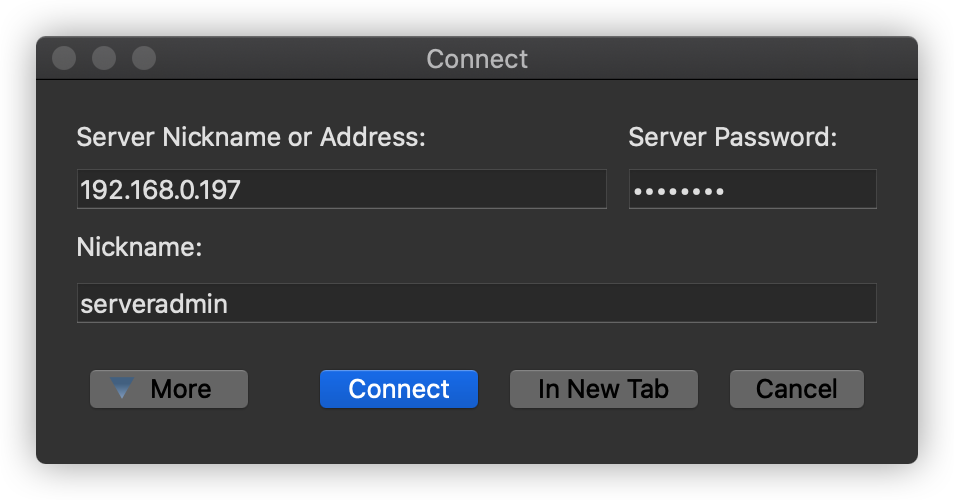 Connect
Server Nickname or Address:
Server Password:
192.168.0.197
••••••••
Nickname:
serveradmin
More
Connect
In New Tab
Cancel